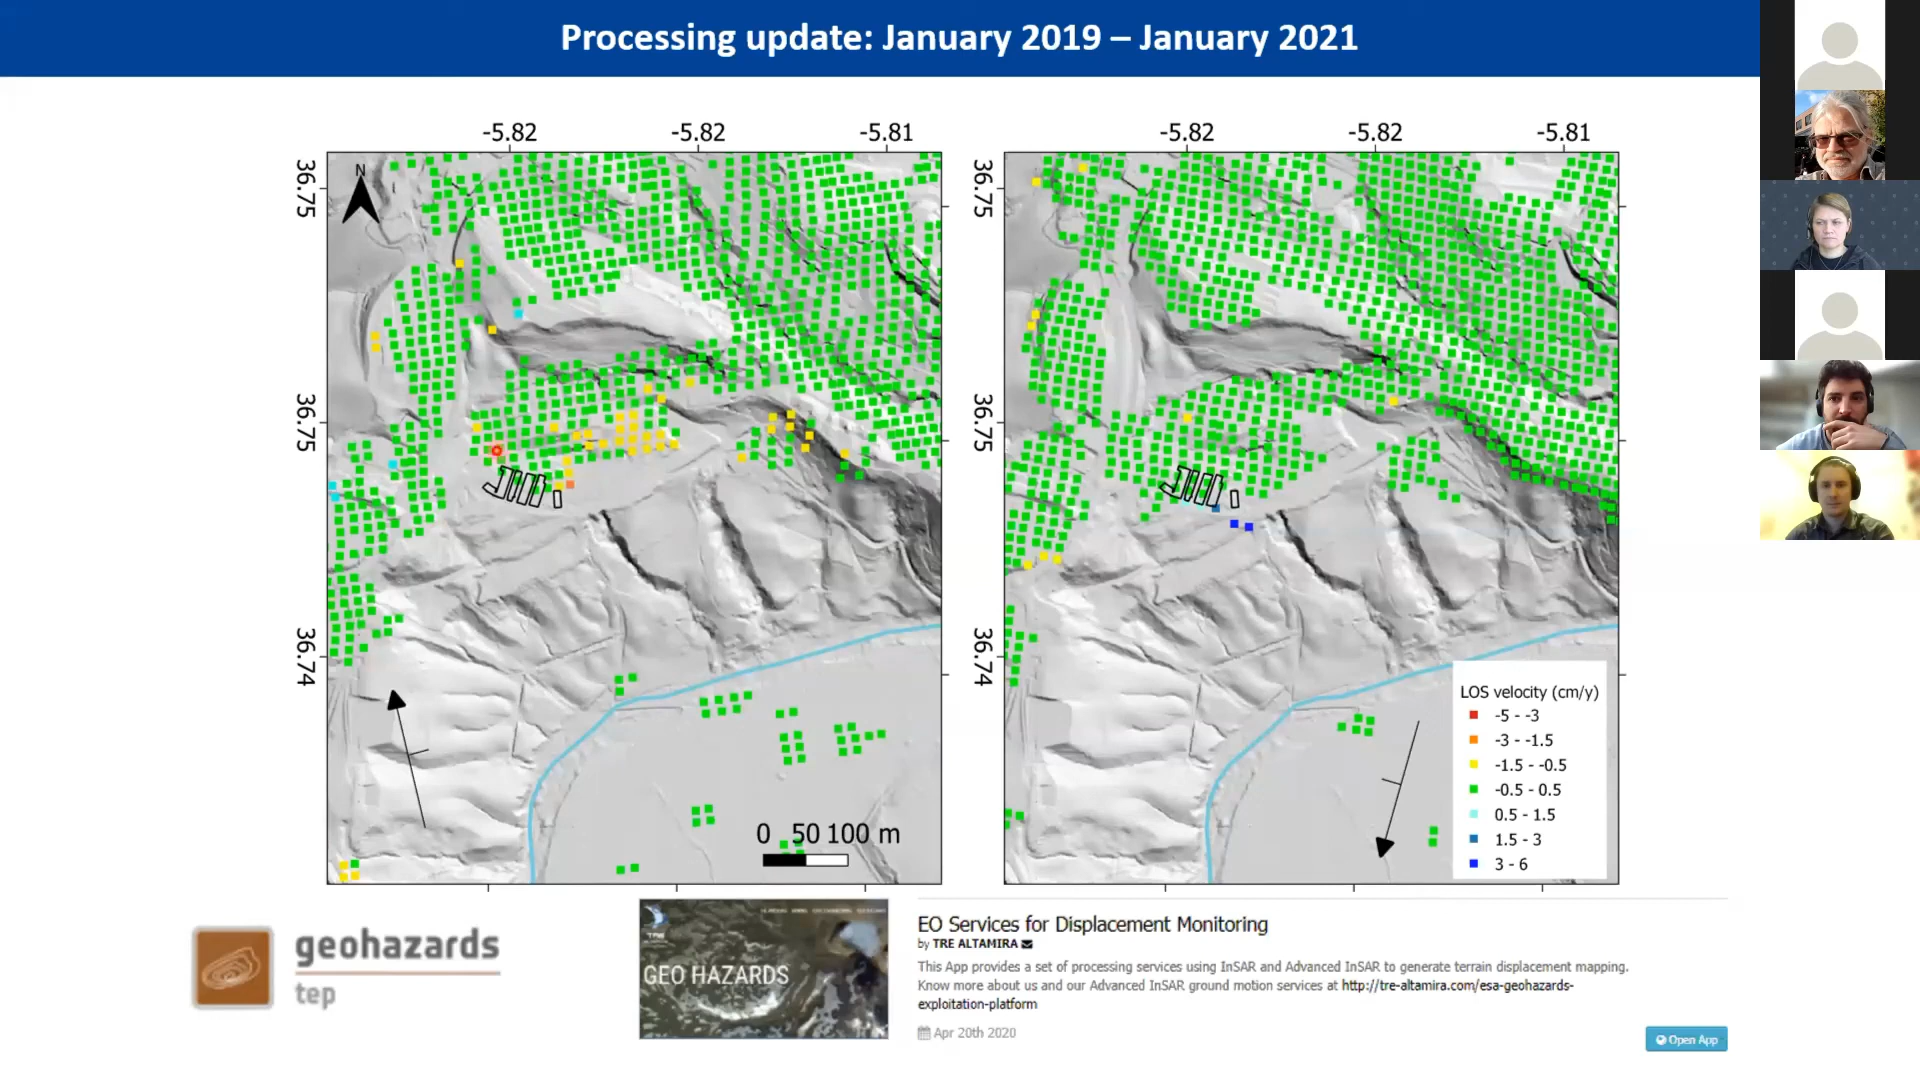 Processing update: January 2019 – January 2021
-5.82
-5.82
-5.81
-5.82
-5.82
-5.81
36.75
36.75
36.74
36.75
36.75
36.74
N
0 50 100 m
LOS velocity (cm/y)
-5 - -3
-3 - -1.5
-1.5 - -0.5
-0.5 - 0.5
0.5 - 1.5
1.5 - 3
3 - 6
geohazards
tep
TRE
GEO HAZARDS
EO Services for Displacement Monitoring
by TRE ALTAMIRA
This App provides a set of processing services using InSAR and Advanced InSAR to generate terrain displacement mapping.
Know more about us and our Advanced InSAR ground motion services at http://tre-altamira.com/esa-geohazards-
exploitation-platform
Apr 20th 2020
Open App